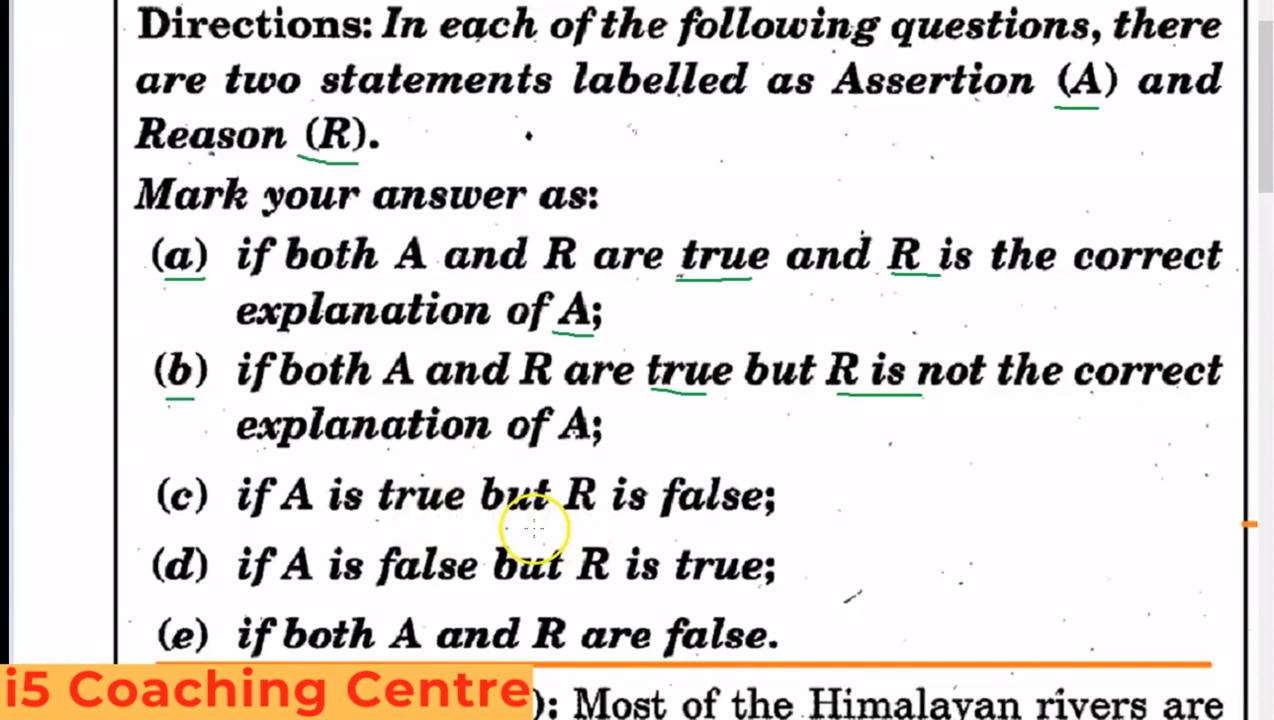 Directions: In each of the following questions, there
are two statements labelled as Assertion (A) and
Reason (R).
Mark your answer as:
(a) if both A and R are true and R is the correct
explanation of A;
(b) if both A and R are true but R is not the correct
explanation of A;
(c) if A is true but R is false;
(d) if A is false but R is true;
(e) if both A and R are false.
i5 Coaching Centre
): Most of the Himalayan rivers are